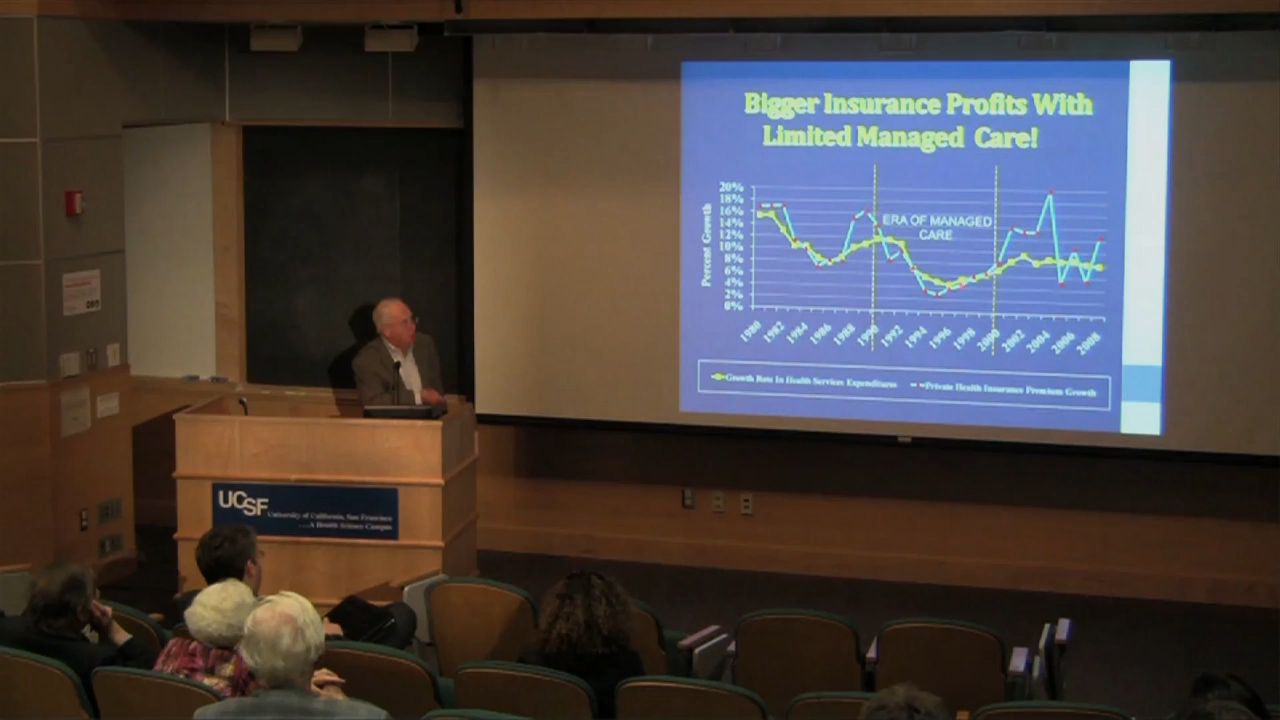 Bigger Insurance Profits With
Limited Managed Care!
20%
18%
16%
14%
12%
10%
8%
6%
4%
2%
0%
Percent Growth
ERA OF MANAGED
CARE
1980
1982
1984
1986
1988
1990
1992
1994
1996
1998
2000
2002
2004
2006
2008
Growth Rate In Health Services Expenditures
Private Health Insurance Premium Growth
UCSF
University of California, San Francisco
....A Health Science Campus